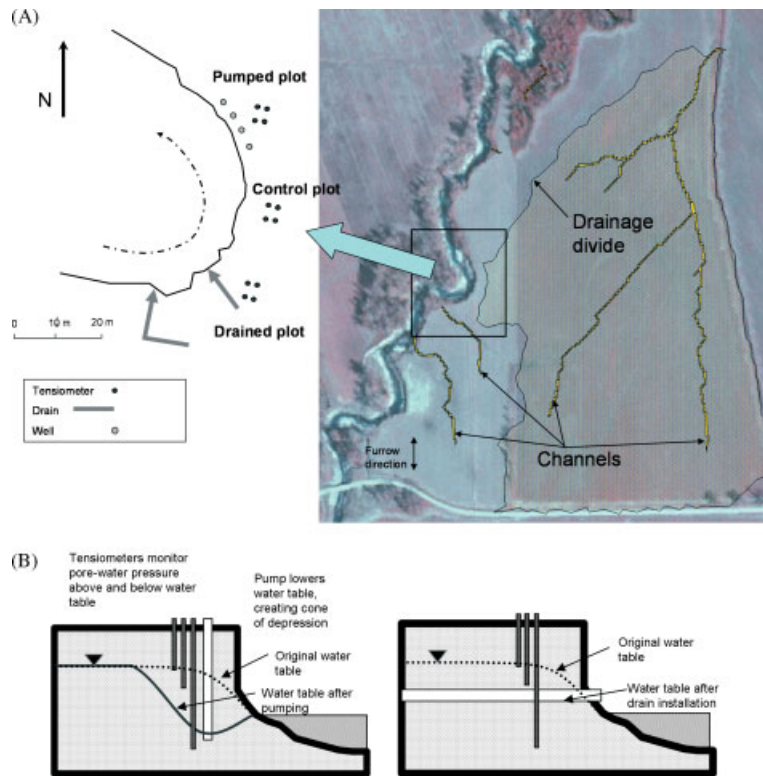 (A)
N
Pumped plot
Control plot
Drained plot
0 10 m 20 m
Tensiometer
Drain
Well
Drainage
divide
Furrow
direction
Channels
(B)
Tensiometers monitor
pore-water pressure
above and below water
table
Pump lowers
water table,
creating cone
of depression
Original water
table
Water table after
pumping
Original water
table
Water table after
drain installation